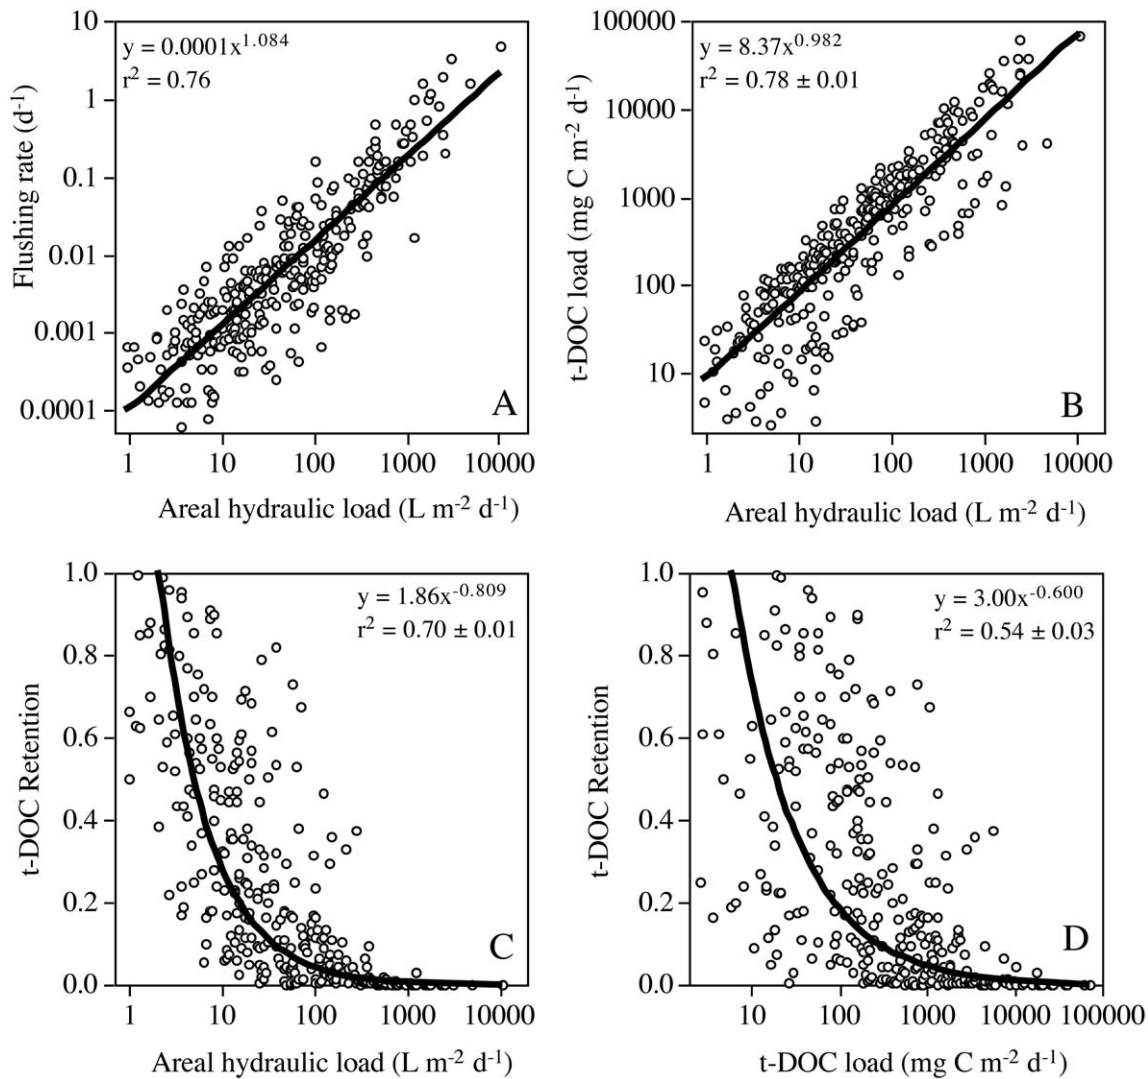 y = 0.0001x^1.084
r² = 0.76
Flushing rate (d⁻¹)
10
1
0.1
0.01
0.001
0.0001
A
1 10 100 1000 10000
Areal hydraulic load (L m⁻² d⁻¹)
y = 8.37x^0.982
r² = 0.78 ± 0.01
t-DOC load (mg C m⁻² d⁻¹)
100000
10000
1000
100
10
B
1 10 100 1000 10000
Areal hydraulic load (L m⁻² d⁻¹)
y = 1.86x^-0.809
r² = 0.70 ± 0.01
t-DOC Retention
1.0
0.8
0.6
0.4
0.2
0.0
C
1 10 100 1000 10000
Areal hydraulic load (L m⁻² d⁻¹)
y = 3.00x^-0.600
r² = 0.54 ± 0.03
t-DOC Retention
1.0
0.8
0.6
0.4
0.2
0.0
D
10 100 1000 10000 100000
t-DOC load (mg C m⁻² d⁻¹)